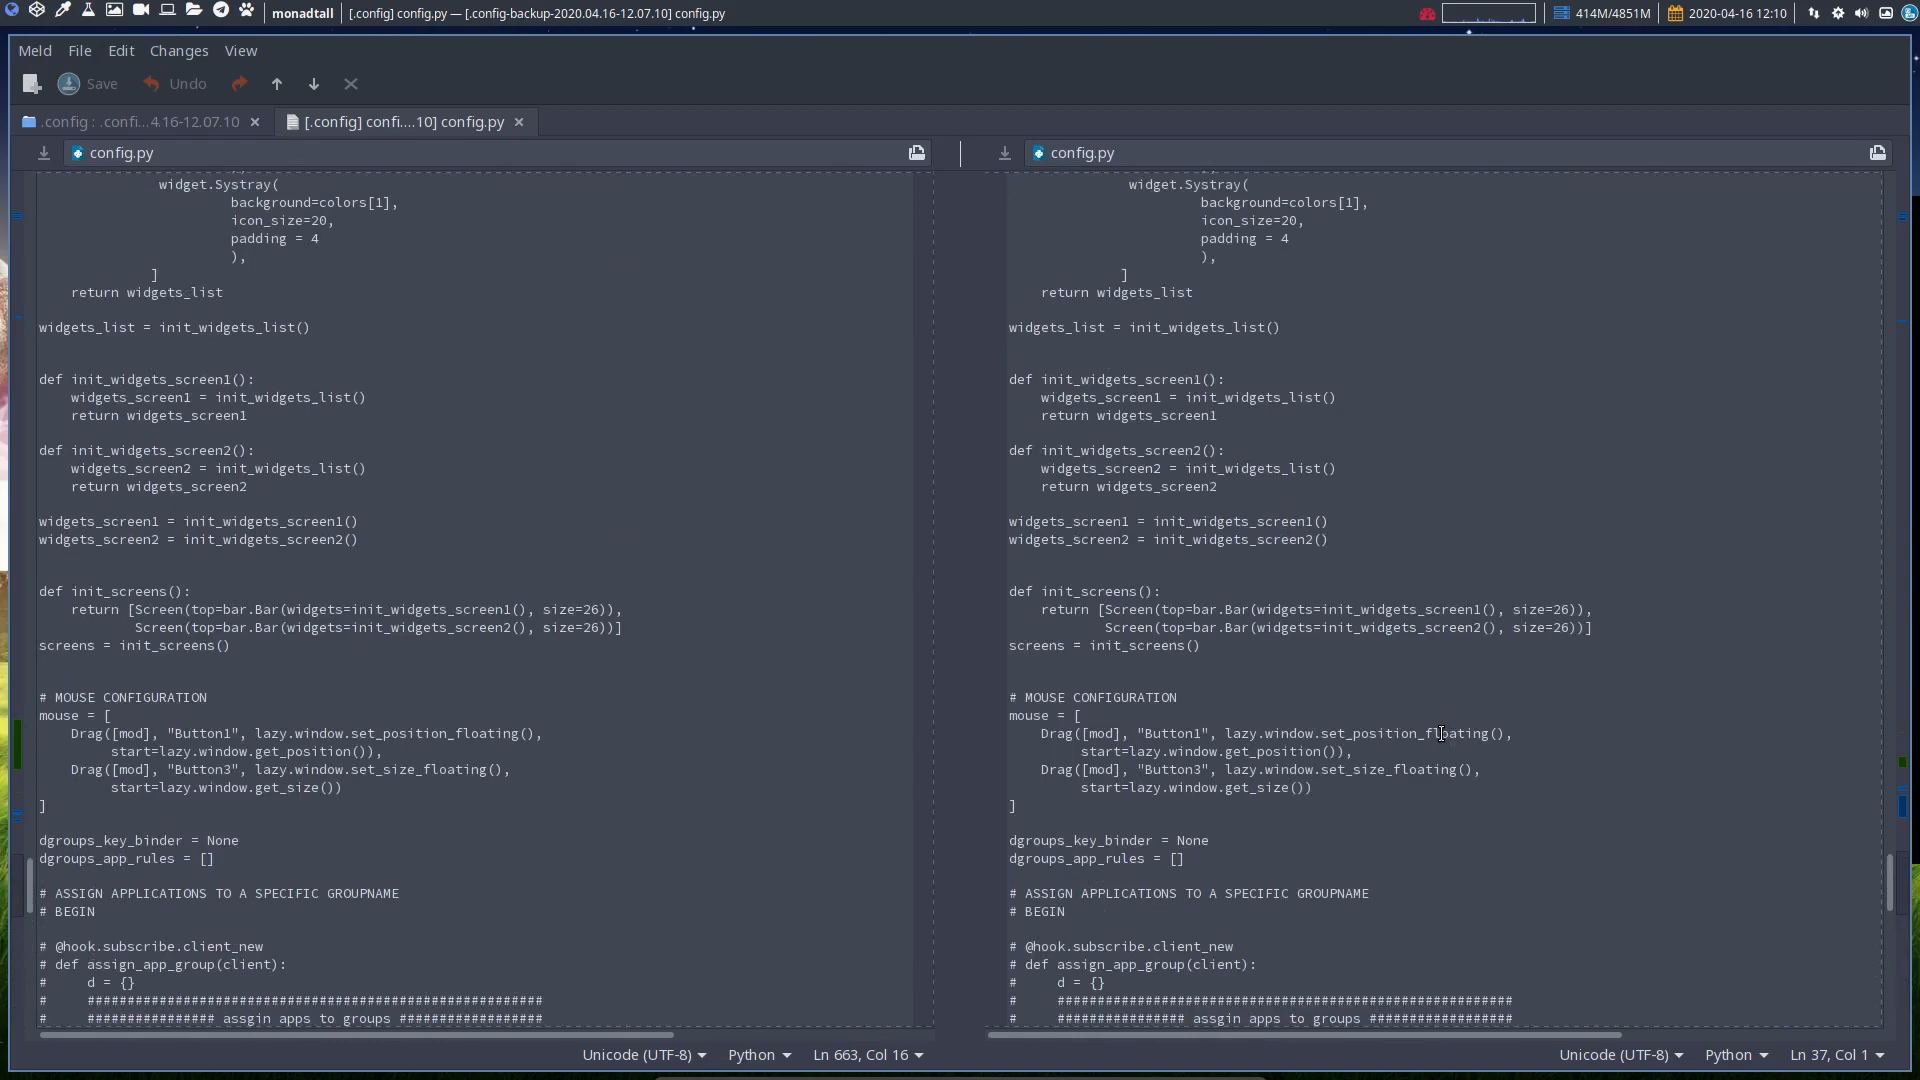 monadtall
[.config] config.py — [.config-backup-2020.04.16-12.07.10] config.py
414M/4851M
2020-04-16 12:10
Meld File Edit Changes View
Save Undo
.config : .confi...4.16-12.07.10
[.config] confi....10] config.py
config.py
widget.Systray(
background=colors[1],
icon_size=20,
padding = 4
),
]
return widgets_list
widgets_list = init_widgets_list()
def init_widgets_screen1():
widgets_screen1 = init_widgets_list()
return widgets_screen1
def init_widgets_screen2():
widgets_screen2 = init_widgets_list()
return widgets_screen2
widgets_screen1 = init_widgets_screen1()
widgets_screen2 = init_widgets_screen2()
def init_screens():
return [Screen(top=bar.Bar(widgets=init_widgets_screen1(), size=26)),
Screen(top=bar.Bar(widgets=init_widgets_screen2(), size=26))]
screens = init_screens()
# MOUSE CONFIGURATION
mouse = [
Drag([mod], "Button1", lazy.window.set_position_floating(),
start=lazy.window.get_position()),
Drag([mod], "Button3", lazy.window.set_size_floating(),
start=lazy.window.get_size())
]
dgroups_key_binder = None
dgroups_app_rules = []
# ASSIGN APPLICATIONS TO A SPECIFIC GROUPNAME
# BEGIN
# @hook.subscribe.client_new
# def assign_app_group(client):
#     d = {}
#     #########################################################
#     ################ assgin apps to groups ##################
Unicode (UTF-8) Python Ln 663, Col 16
config.py
widget.Systray(
background=colors[1],
icon_size=20,
padding = 4
),
]
return widgets_list
widgets_list = init_widgets_list()
def init_widgets_screen1():
widgets_screen1 = init_widgets_list()
return widgets_screen1
def init_widgets_screen2():
widgets_screen2 = init_widgets_list()
return widgets_screen2
widgets_screen1 = init_widgets_screen1()
widgets_screen2 = init_widgets_screen2()
def init_screens():
return [Screen(top=bar.Bar(widgets=init_widgets_screen1(), size=26)),
Screen(top=bar.Bar(widgets=init_widgets_screen2(), size=26))]
screens = init_screens()
# MOUSE CONFIGURATION
mouse = [
Drag([mod], "Button1", lazy.window.set_position_floating(),
start=lazy.window.get_position()),
Drag([mod], "Button3", lazy.window.set_size_floating(),
start=lazy.window.get_size())
]
dgroups_key_binder = None
dgroups_app_rules = []
# ASSIGN APPLICATIONS TO A SPECIFIC GROUPNAME
# BEGIN
# @hook.subscribe.client_new
# def assign_app_group(client):
#     d = {}
#     #########################################################
#     ################ assgin apps to groups ##################
Unicode (UTF-8) Python Ln 37, Col 1